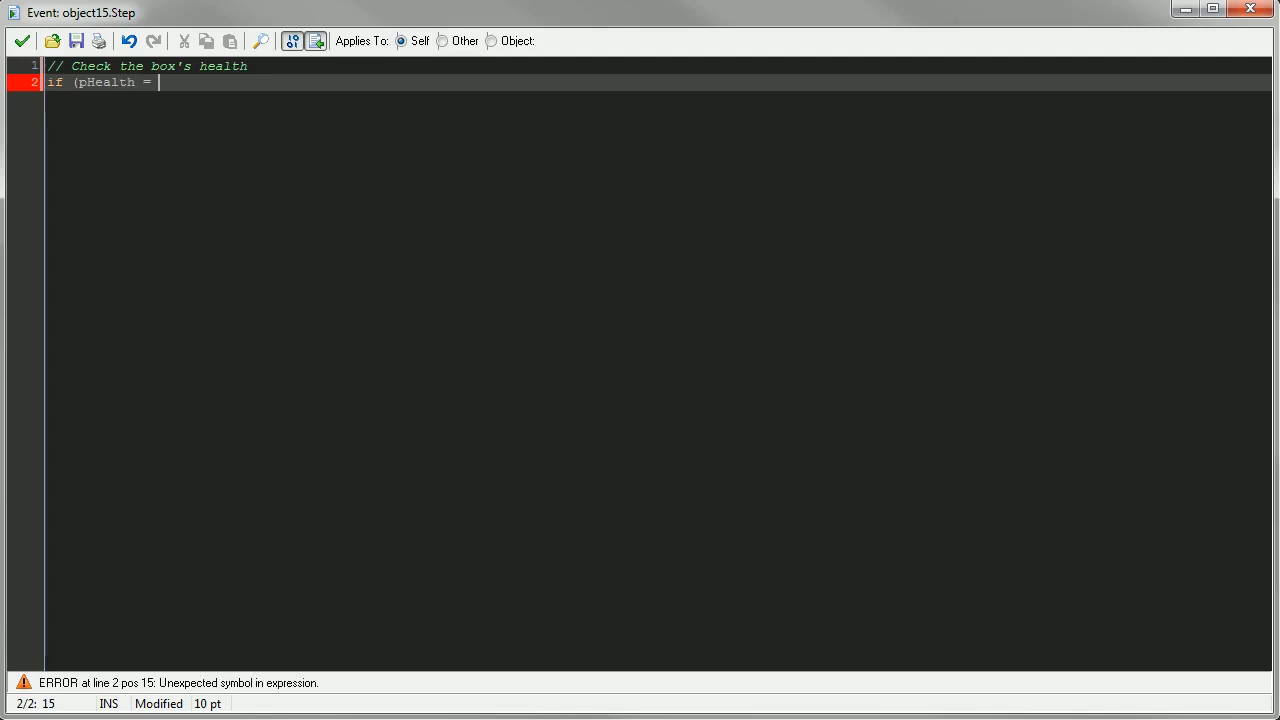 Event: object15.Step
Applies To: Self Other Object:
1 // Check the box's health
2 if (pHealth =
ERROR at line 2 pos 15: Unexpected symbol in expression.
2/2: 15 INS Modified 10 pt